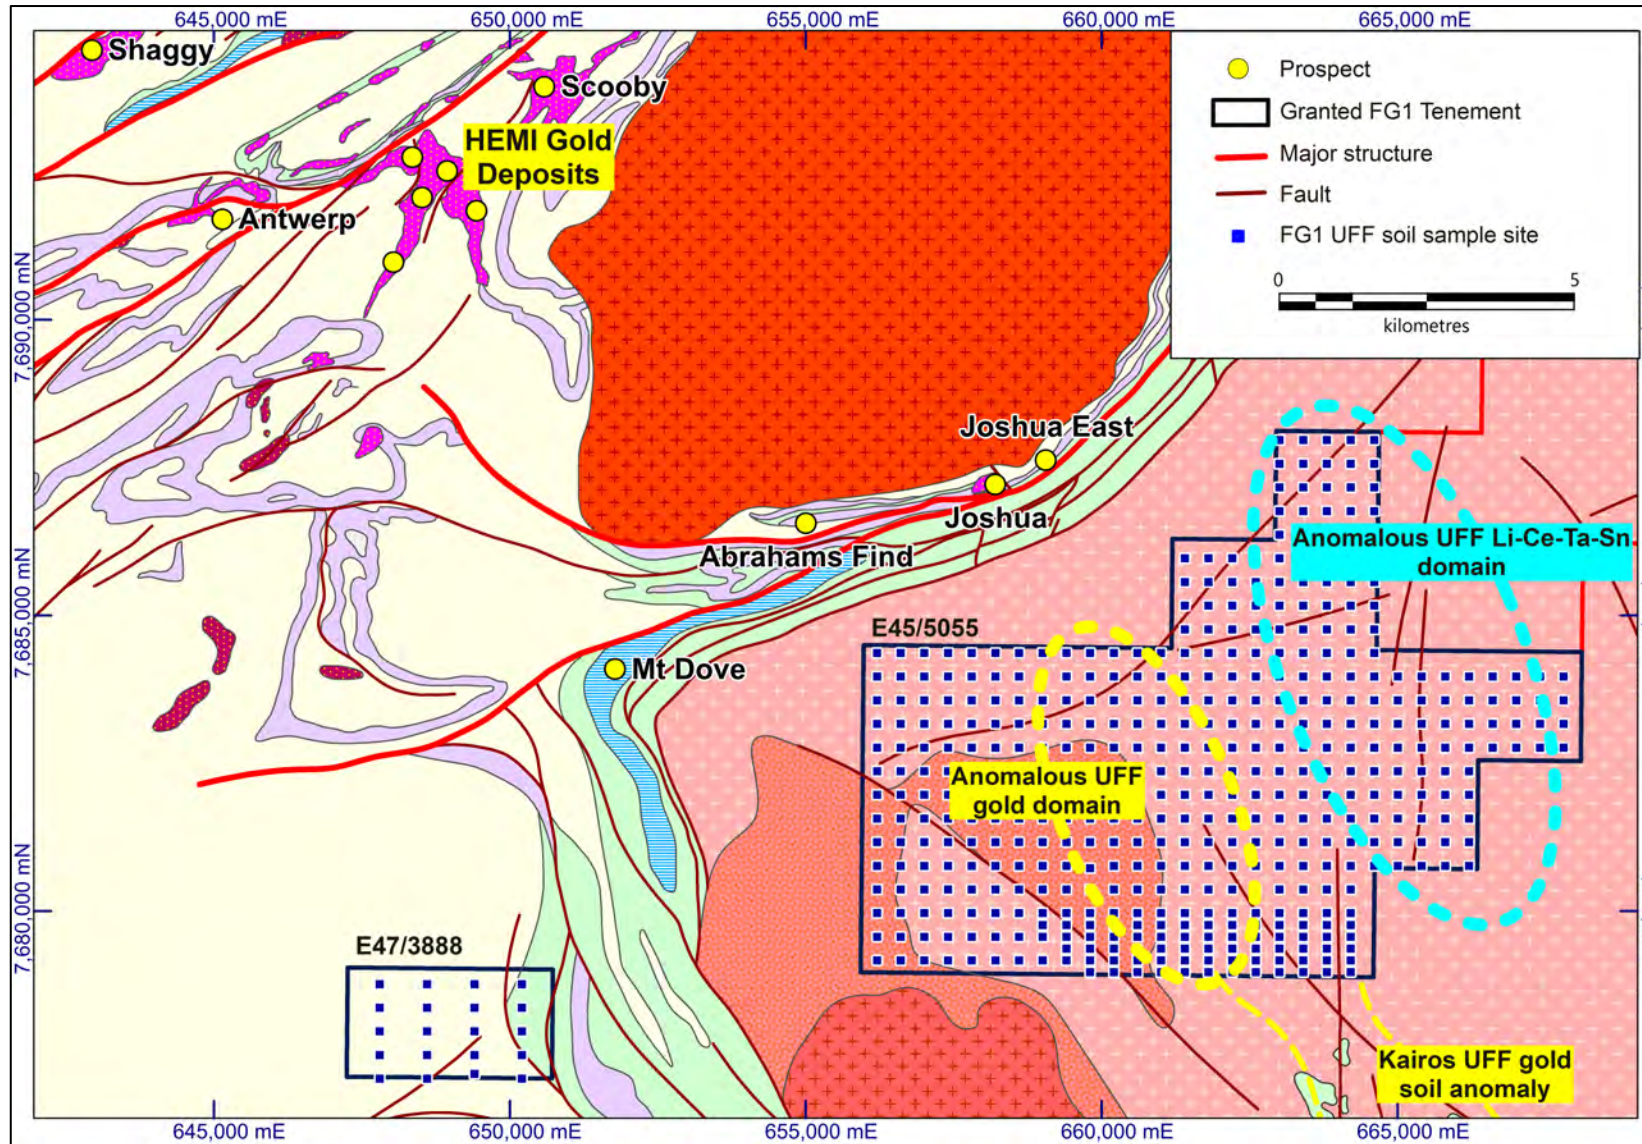 645,000 mE
650,000 mE
655,000 mE
660,000 mE
665,000 mE
Shaggy
Scooby
HEMI Gold
Deposits
Antwerp
Prospect
Granted FG1 Tenement
Major structure
Fault
FG1 UFF soil sample site
0
5
kilometres
7,690,000 mN
Joshua East
Joshua
Abrahams Find
Anomalous UFF Li-Ce-Ta-Sn
domain
7,685,000 mN
E45/5055
Mt Dove
Anomalous UFF
gold domain
7,680,000 mN
E47/3888
Kairos UFF gold
soil anomaly
645,000 mE
650,000 mE
655,000 mE
660,000 mE
665,000 mE